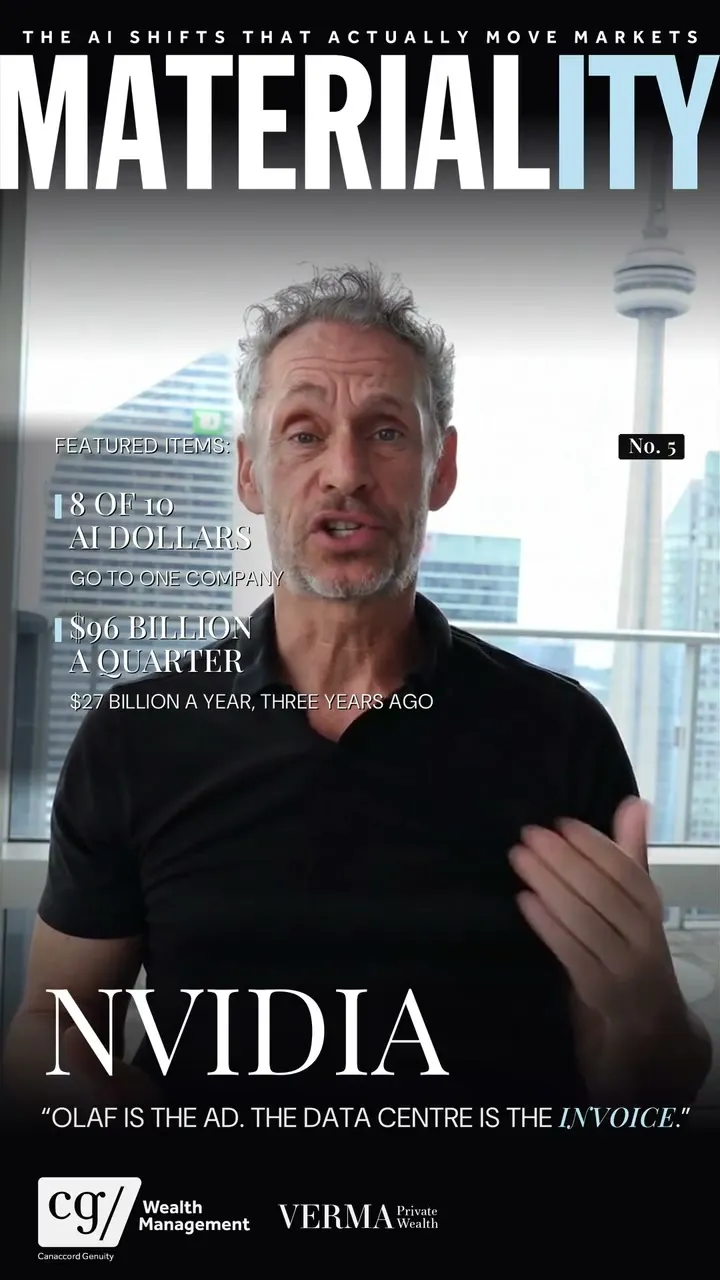 THE AI SHIFTS THAT ACTUALLY MOVE MARKETS
MATERIALITY
FEATURED ITEMS:
No. 5
8 OF 10
AI DOLLARS
GO TO ONE COMPANY
$96 BILLION
A QUARTER
$27 BILLION A YEAR, THREE YEARS AGO
NVIDIA
“OLAF IS THE AD. THE DATA CENTRE IS THE INVOICE.”
cg/ Wealth
Management
Canaccord Genuity
VERMA Private
Wealth